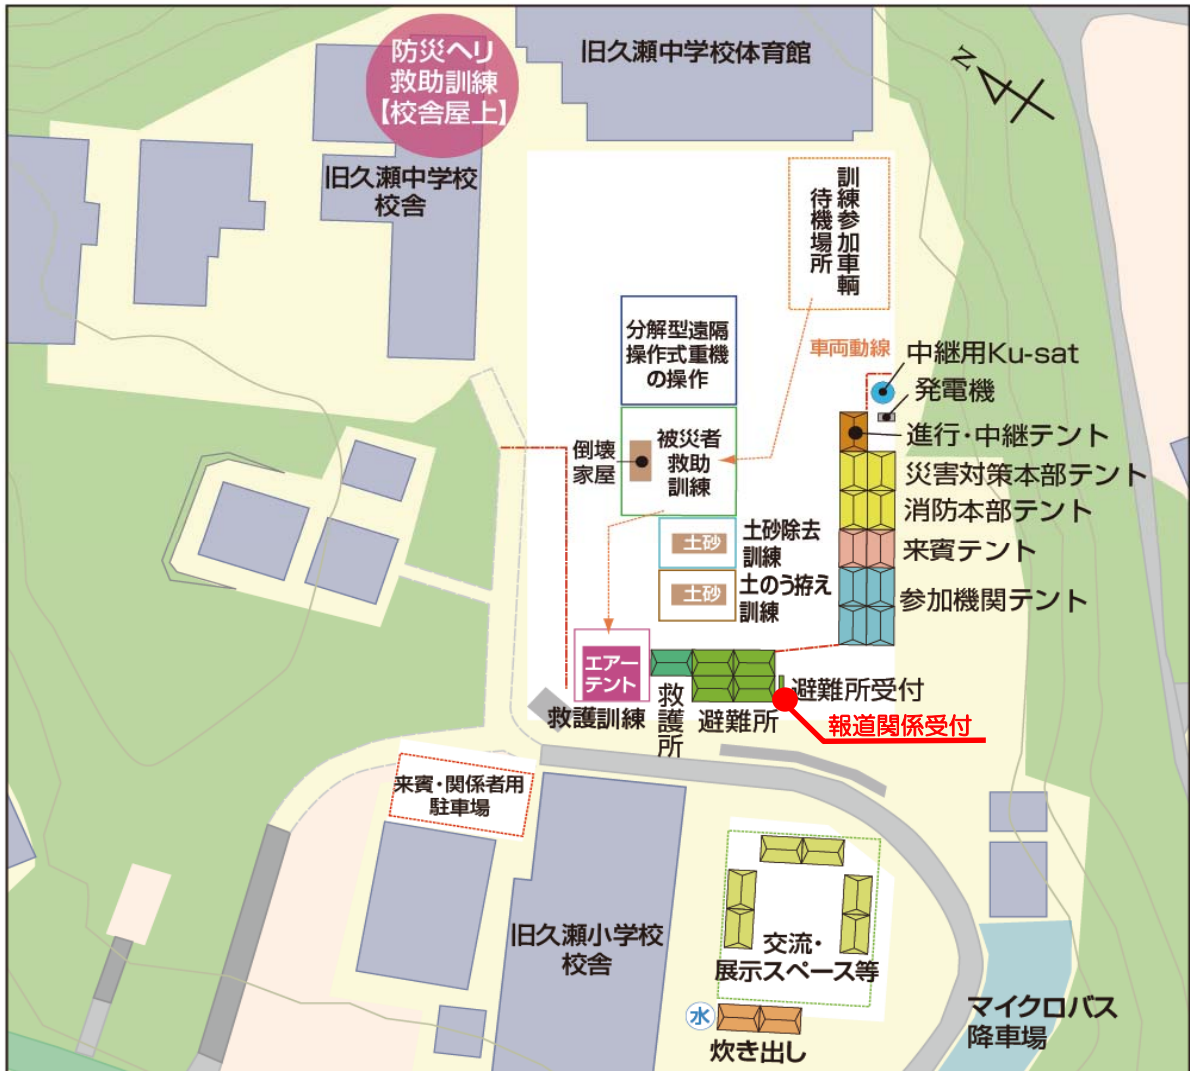 防災ヘリ
救助訓練
【校舎屋上】
旧久瀬中学校体育館
N
旧久瀬中学校
校舎
訓練参加車輌
待機場所
分解型遠隔
操作式重機
の操作
車両動線
中継用Ku-sat
発電機
進行・中継テント
倒壊
家屋
被災者
救助
訓練
災害対策本部テント
消防本部テント
来賓テント
参加機関テント
土砂
土砂除去
訓練
土砂
土のう拵え
訓練
エアー
テント
救護訓練
救護所
避難所
避難所受付
報道関係受付
来賓・関係者用
駐車場
旧久瀬小学校
校舎
交流・
展示スペース等
水
炊き出し
マイクロバス
降車場